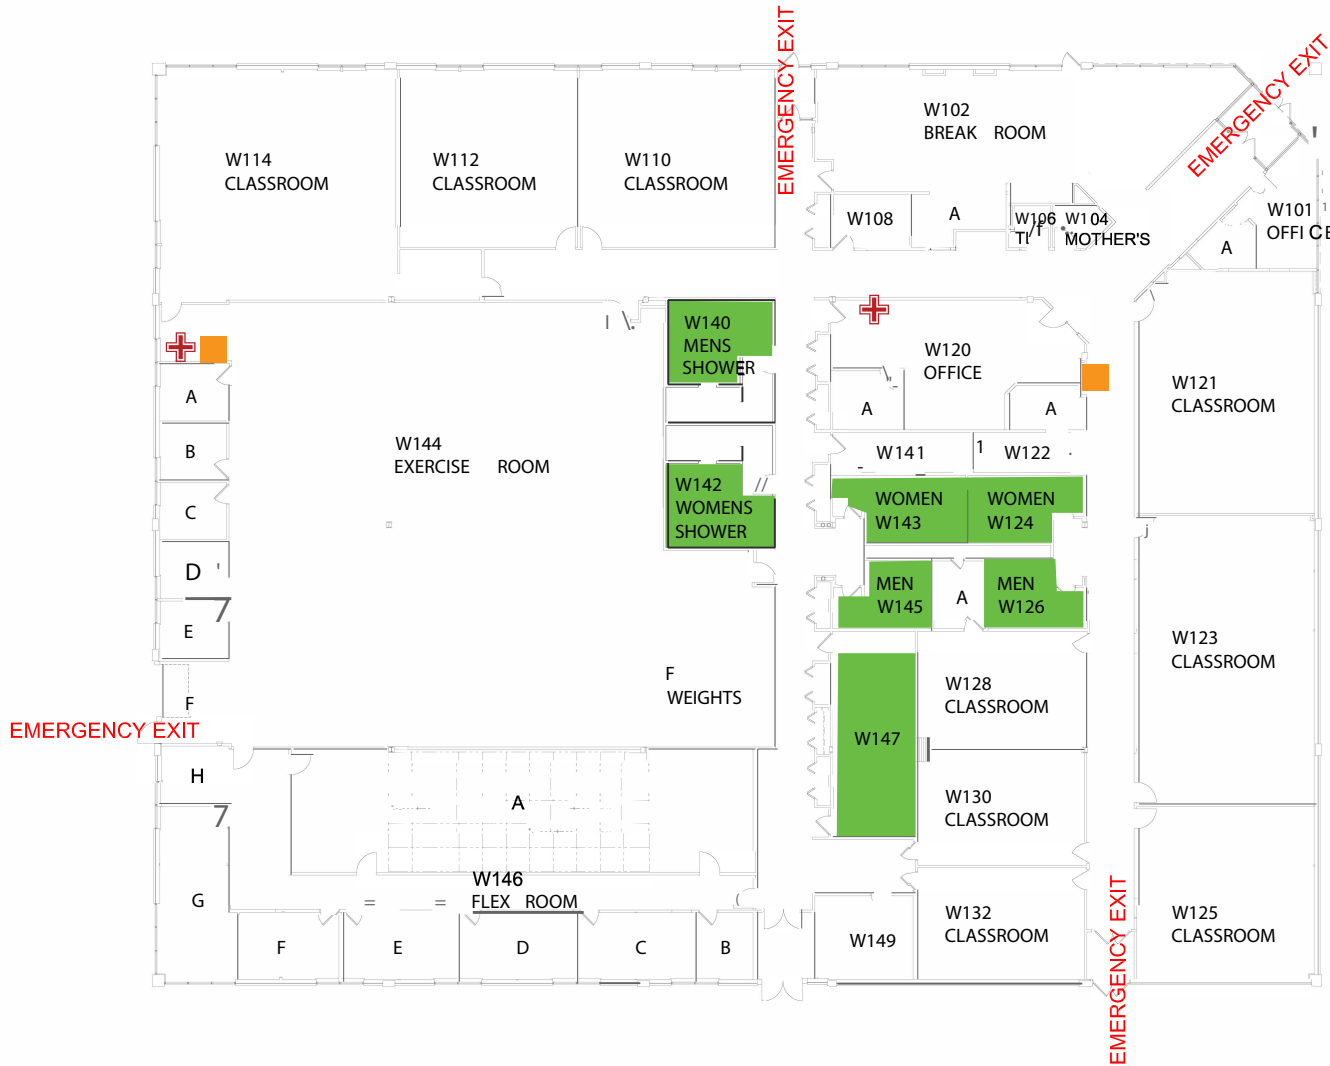 EMERGENCY EXIT
EMERGENCY EXIT
W102
BREAK ROOM
W114
CLASSROOM
W112
CLASSROOM
W110
CLASSROOM
W108
A
W106
W104
MOTHER'S
W101
OFFICE
A
W140
MENS
SHOWER
W120
OFFICE
A
A
W121
CLASSROOM
A
B
C
D
E
F
W144
EXERCISE ROOM
W141
1
W122
W142
WOMENS
SHOWER
WOMEN
W143
WOMEN
W124
MEN
W145
A
MEN
W126
W123
CLASSROOM
F
WEIGHTS
W128
CLASSROOM
EMERGENCY EXIT
W147
H
A
W130
CLASSROOM
G
W146
FLEX ROOM
F
E
D
C
B
W149
W132
CLASSROOM
W125
CLASSROOM
EMERGENCY EXIT